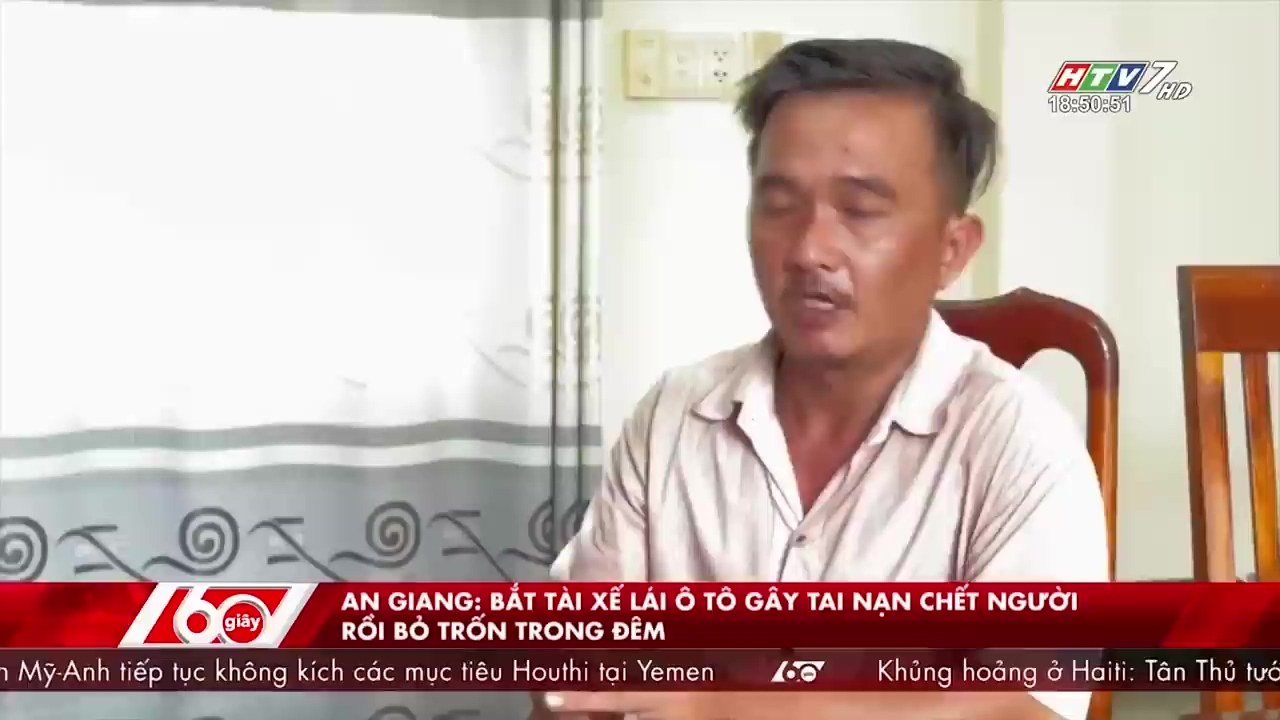 HTV7 HD
18:50:51
60 giây
AN GIANG: BẮT TÀI XẾ LÁI Ô TÔ GÂY TAI NẠN CHẾT NGƯỜI
RỒI BỎ TRỐN TRONG ĐÊM
Mỹ-Anh tiếp tục không kích các mục tiêu Houthi tại Yemen 60 Khủng hoảng ở Haiti: Tân Thủ